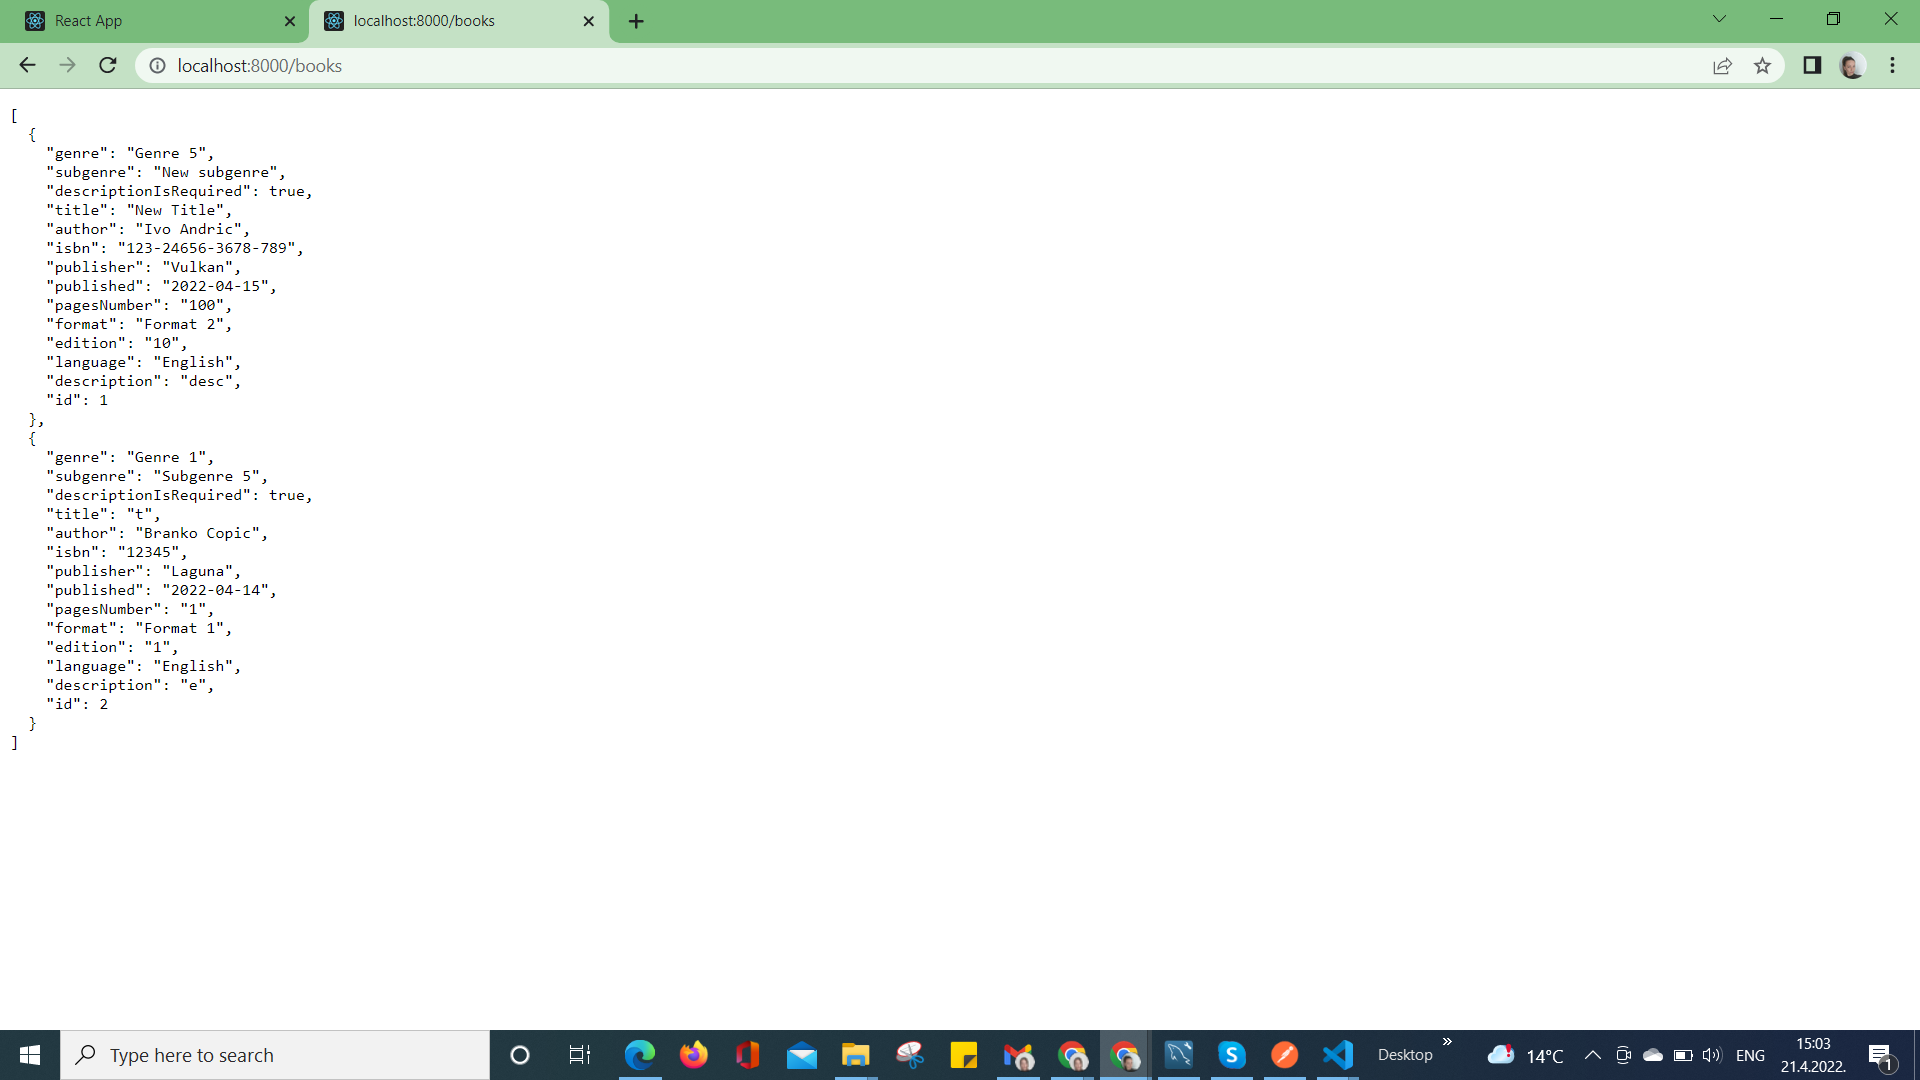 React App
localhost:8000/books
localhost:8000/books
[
{
"genre": "Genre 5",
"subgenre": "New subgenre",
"descriptionIsRequired": true,
"title": "New Title",
"author": "Ivo Andric",
"isbn": "123-24656-3678-789",
"publisher": "Vulkan",
"published": "2022-04-15",
"pagesNumber": "100",
"format": "Format 2",
"edition": "10",
"language": "English",
"description": "desc",
"id": 1
},
{
"genre": "Genre 1",
"subgenre": "Subgenre 5",
"descriptionIsRequired": true,
"title": "t",
"author": "Branko Copic",
"isbn": "12345",
"publisher": "Laguna",
"published": "2022-04-14",
"pagesNumber": "1",
"format": "Format 1",
"edition": "1",
"language": "English",
"description": "e",
"id": 2
}
]
Type here to search
Desktop
14°C
ENG
15:03
21.4.2022.
1